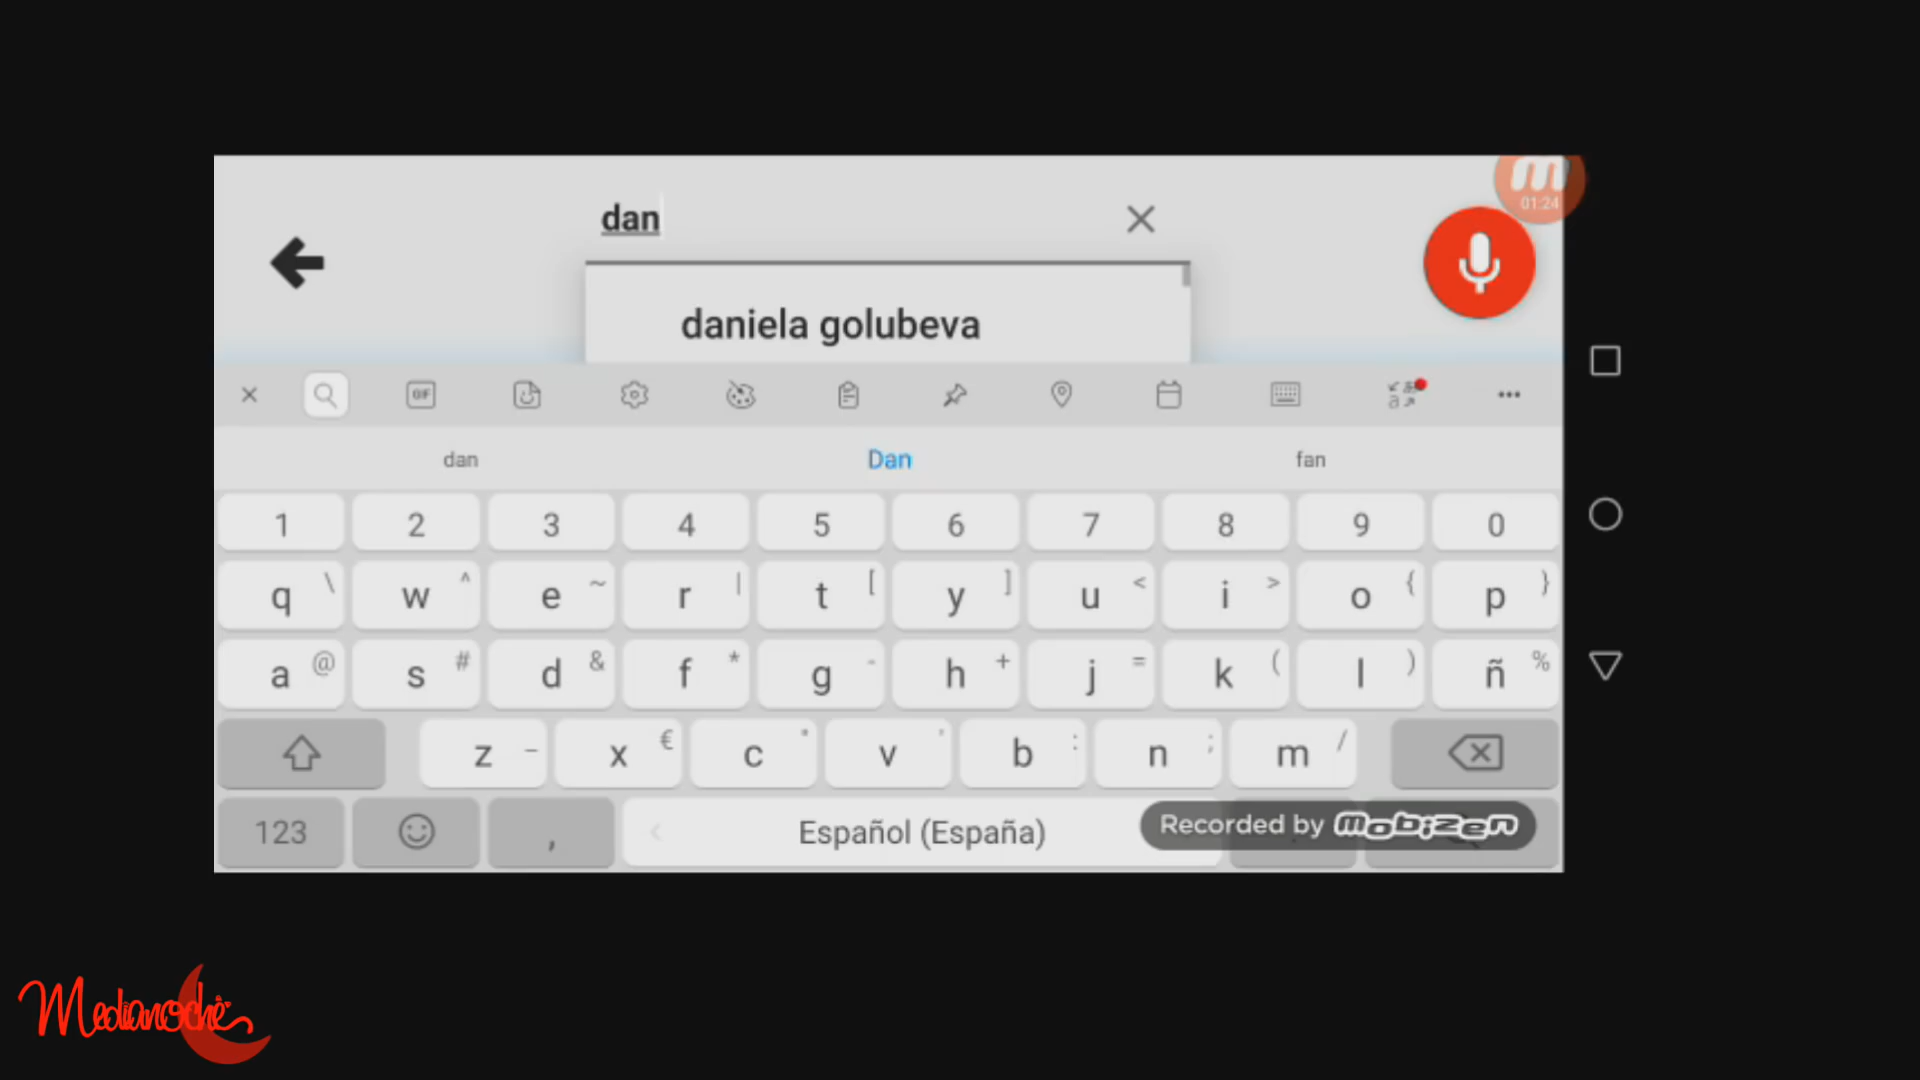 dan
01:24
daniela golubeva
GIF
dan Dan fan
1 2 3 4 5 6 7 8 9 0
q \ w ^ e ~ r | t [ y ] u < i > o { p }
a @ s # d & f * g - h + j = k ( l ) ñ %
z _ x € c " v ' b : n ; m /
123 , Español (España)
Recorded by mobizen
Medianoche